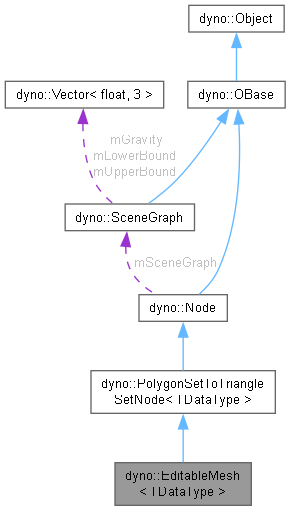 dyno::Object
dyno::Vector< float, 3 >
dyno::OBase
mGravity
mLowerBound
mUpperBound
dyno::SceneGraph
mSceneGraph
dyno::Node
dyno::PolygonSetToTriangle
SetNode< TDataType >
dyno::EditableMesh
< TDataType >